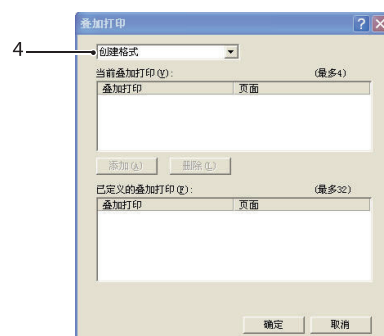 叠加打印
4
创建格式
当前叠加打印(V): (最多4)
叠加打印 页面
添加(A) 删除(L)
已定义的叠加打印(F): (最多32)
叠加打印 页面
确定 取消